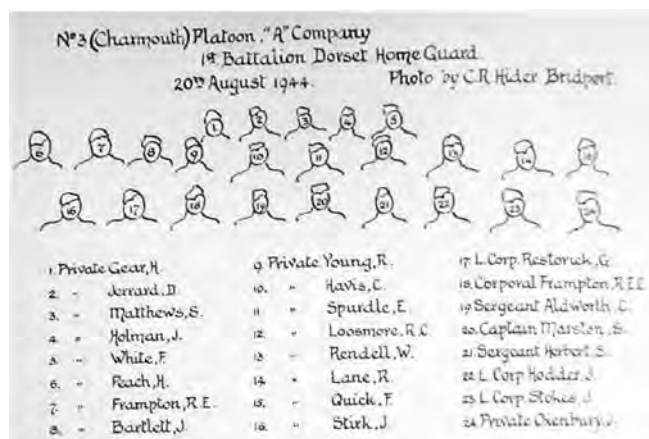 Nº3 (Charmouth) Platoon, "A" Company
1st Battalion Dorset Home Guard.
20th August 1944. Photo by C.R Hider Bridport.
1 2 3 4 5
6 7 8 9 10 11 12 13 14 15
16 17 18 19 20 21 22 23 24
1. Private Gear, H.
2. " Jerrard, D.
3. " Matthews, S.
4. " Holman, J.
5. " White, F.
6. " Peach, H.
7. " Frampton, R.E.
8. " Bartlett, J.
9. Private Young, R.
10. " Havis, C.
11 " Spurdle, E.
12 " Loosmore, R.C
13 " Rendell, W.
14 " Lane, R.
15. " Quick, F.
16. " Stirk, J.
17 L. Corp. Restorick, G.
18. Corporal Frampton, R.E.C
19 Sergeant Aldworth, C.
20. Captain Marston, S.
21. Sergeant Herbert S.
22 L. Corp Hodder, J.
23 L Corp Stokes, J
24 Private Oxenbury, J.